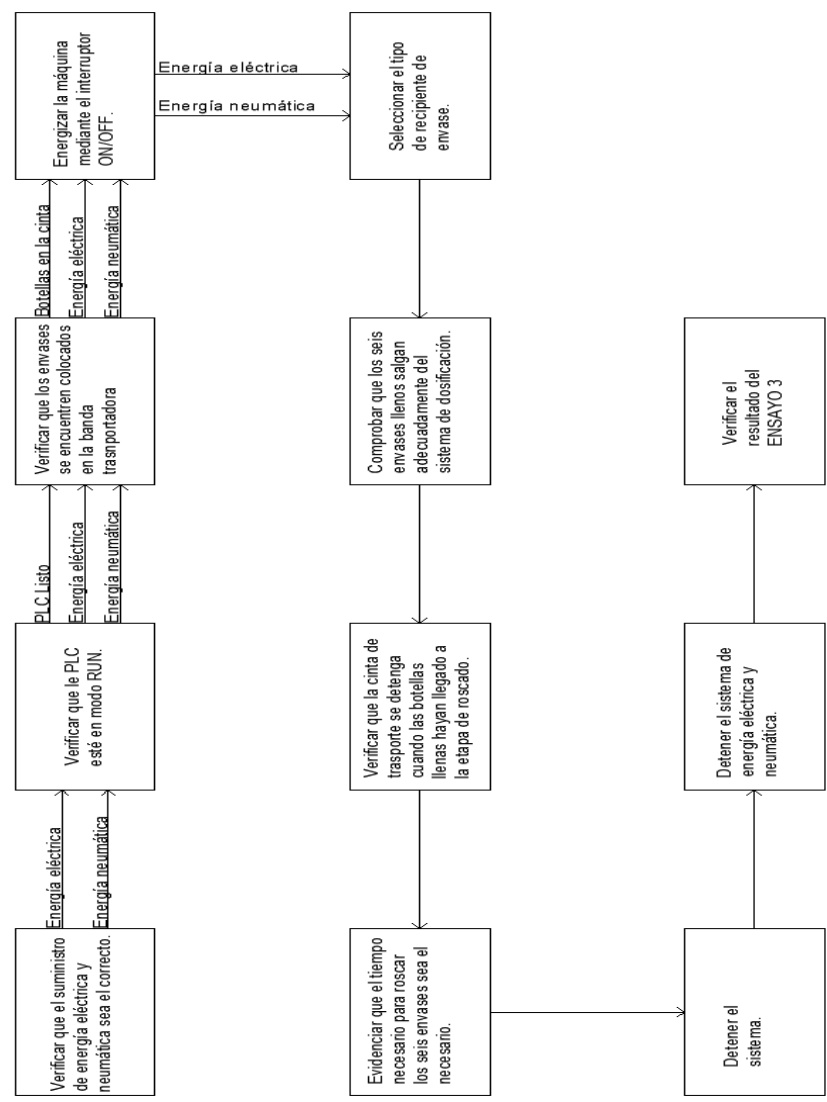 Verificar que el suministro
de energía eléctrica y
neumática sea el correcto.
Energía eléctrica
Energía neumática
Verificar que le PLC
esté en modo RUN.
PLC Listo
Energía eléctrica
Energía neumática
Verificar que los envases
se encuentren colocados
en la banda
trasnportadora
Botellas en la cinta
Energía eléctrica
Energía neumática
Energizar la máquina
mediante el interruptor
ON/OFF.
Energía eléctrica
Energía neumática
Seleccionar el tipo
de recipiente de
envase.
Comprobar que los seis
envases llenos salgan
adecuadamente del
sistema de dosificación.
Verificar que la cinta de
trasporte se detenga
cuando las botellas
llenas hayan llegado a
la etapa de roscado.
Evidenciar que el tiempo
necesario para roscar
los seis envases sea el
necesario.
Detener el
sistema.
Detener el sistema de
energía eléctrica y
neumática.
Verificar el
resultado del
ENSAYO 3